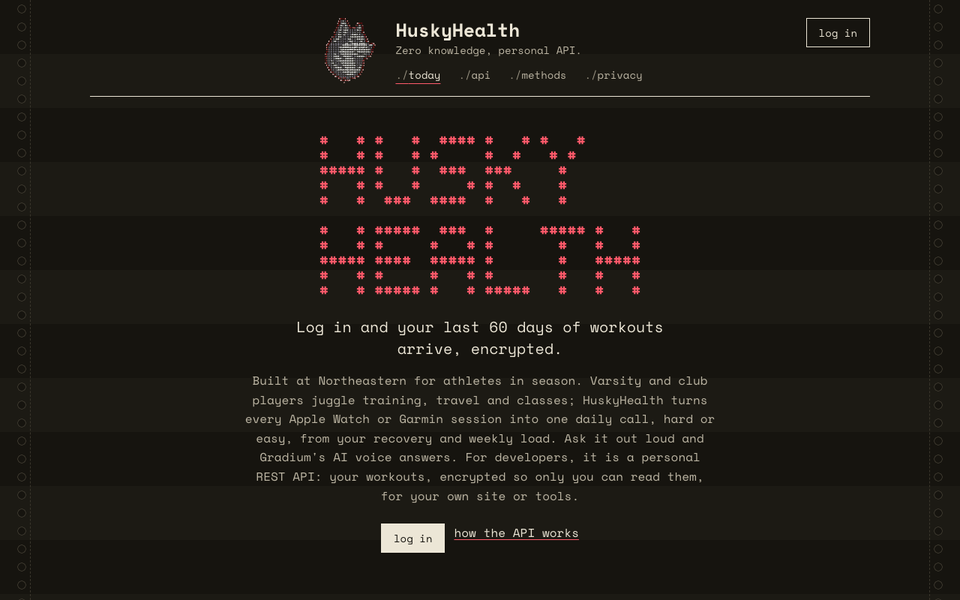 HuskyHealth
Zero knowledge, personal API.
./today ./api ./methods ./privacy
log in
HUSKY
HEALTH
Log in and your last 60 days of workouts
arrive, encrypted.
Built at Northeastern for athletes in season. Varsity and club
players juggle training, travel and classes; HuskyHealth turns
every Apple Watch or Garmin session into one daily call, hard or
easy, from your recovery and weekly load. Ask it out loud and
Gradium's AI voice answers. For developers, it is a personal
REST API: your workouts, encrypted so only you can read them,
for your own site or tools.
log in how the API works